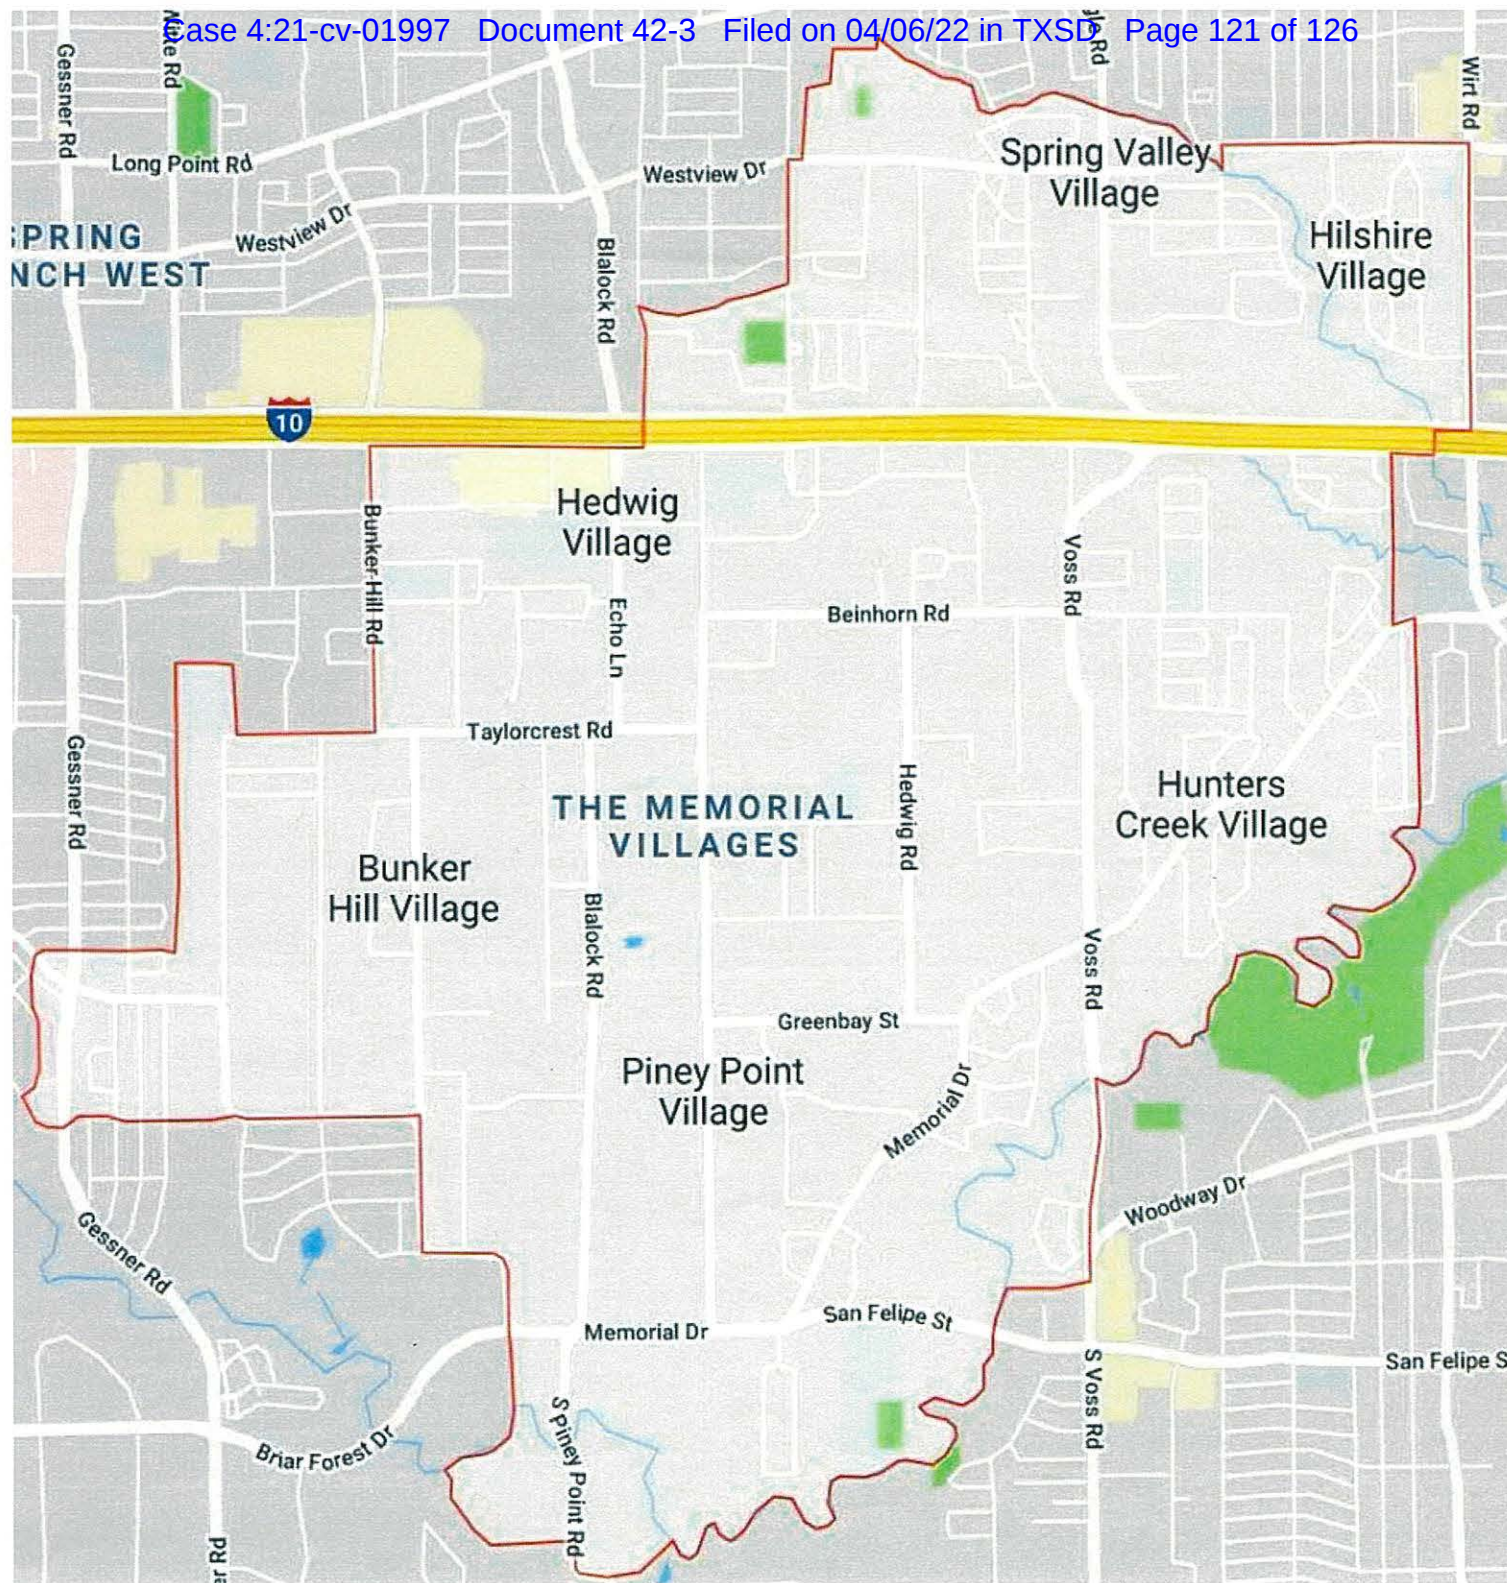 Case 4:21-cv-01997 Document 42-3 Filed on 04/06/22 in TXSD Page 121 of 126
Gessner Rd
Wirt Rd
Long Point Rd
Westview Dr
Westview Dr
Blalock Rd
Spring Valley
Village
Hilshire
Village
SPRING
NCH WEST
10
Hedwig
Village
Bunker Hill Rd
Echo Ln
Beinhorn Rd
Voss Rd
Taylorcrest Rd
Gessner Rd
THE MEMORIAL
VILLAGES
Hedwig Rd
Hunters
Creek Village
Bunker
Hill Village
Blalock Rd
Voss Rd
Greenbay St
Piney Point
Village
Memorial Dr
Woodway Dr
Gessner Rd
Memorial Dr
San Felipe St
San Felipe S
S Voss Rd
S Piney Point Rd
Briar Forest Dr
r Rd